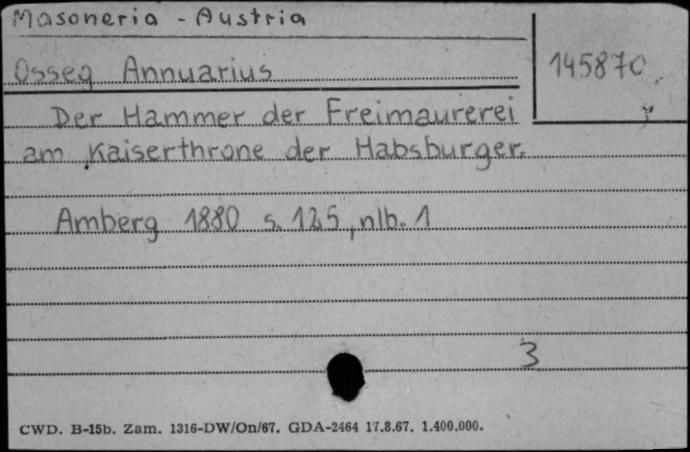 Masoneria - Austria
Osseg Annuarius
145870
Der Hammer der Freimaurerei
am Kaiserthrone der Habsburger.
Amberg 1880 s. 125, nlb. 1
3
CWD. B-15b. Zam. 1316-DW/On/67. GDA-2464 17.8.67. 1.400.000.